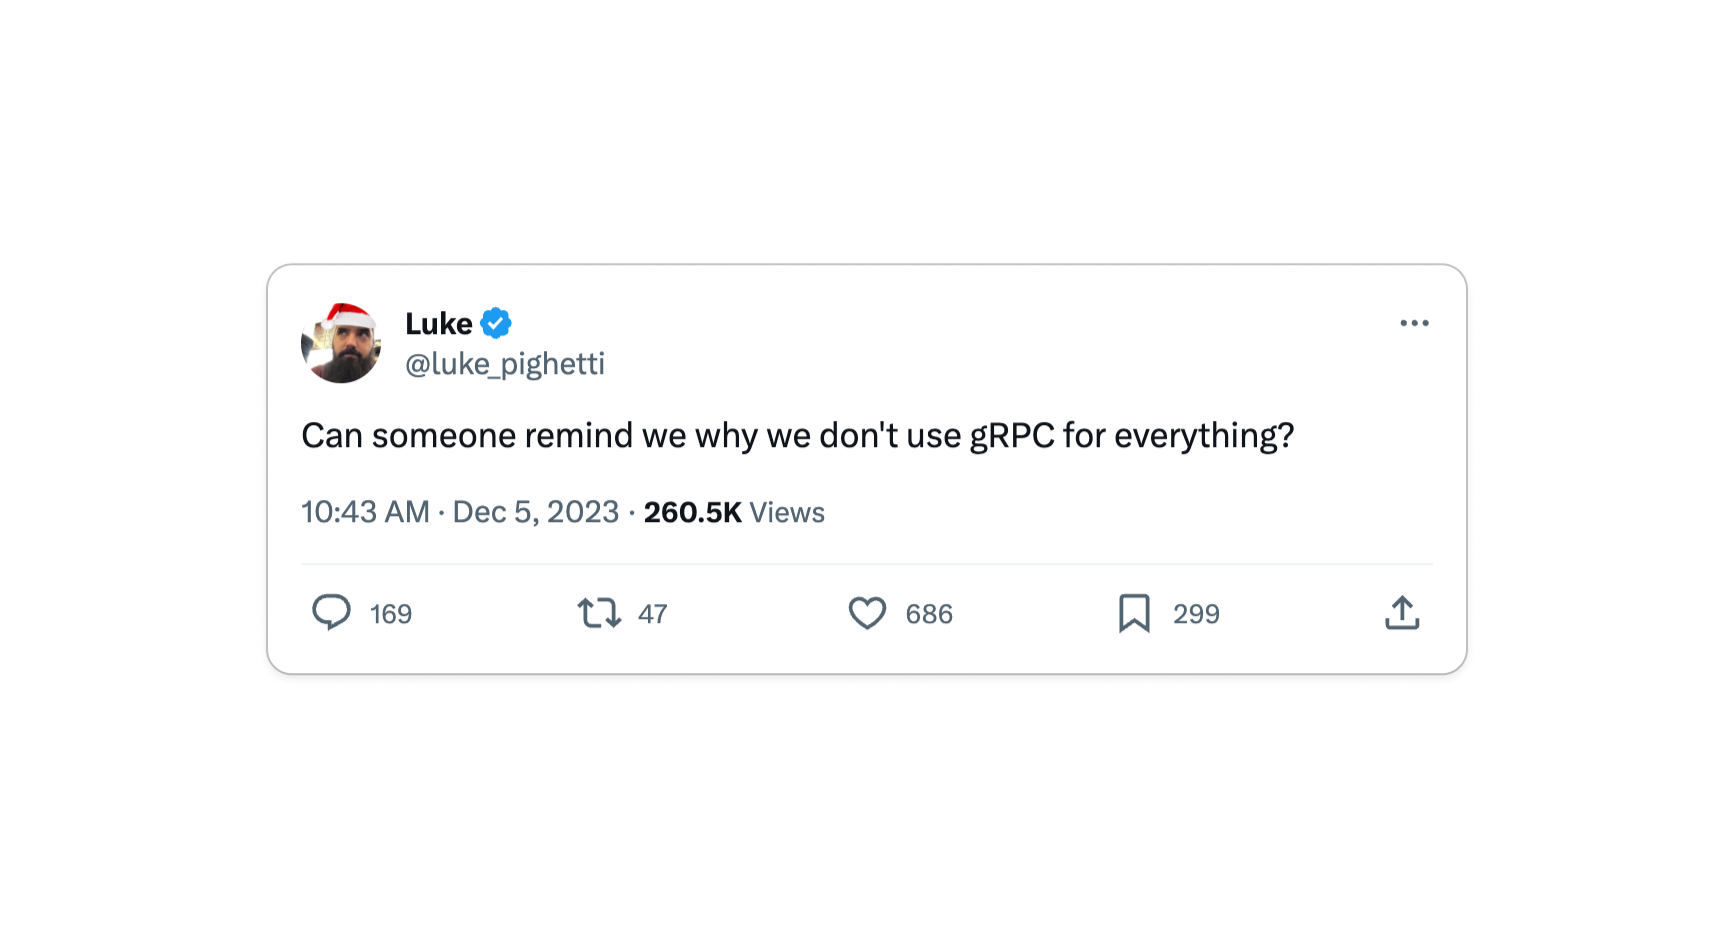 Luke
@luke_pighetti
Can someone remind we why we don't use gRPC for everything?
10:43 AM · Dec 5, 2023 · 260.5K Views
169 47 686 299